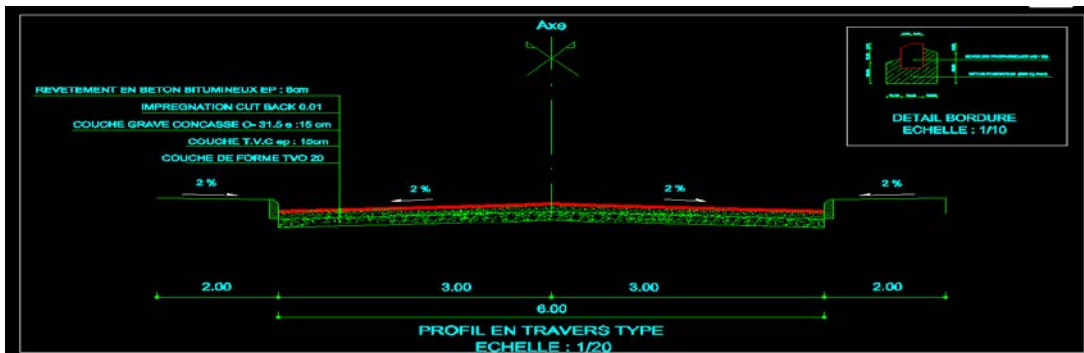 Axe
REVETEMENT EN BETON BITUMINEUX EP : 6cm
IMPREGNATION CUT BACK 0.01
COUCHE GRAVE CONCASSE O- 31.5 e :15 cm
COUCHE T.V.C ep : 15cm
COUCHE DE FORME TVO 20
DETAIL BORDURE
ECHELLE : 1/10
2 %
2 %
2 %
2 %
2.00
3.00
3.00
2.00
6.00
PROFIL EN TRAVERS TYPE
ECHELLE : 1/20